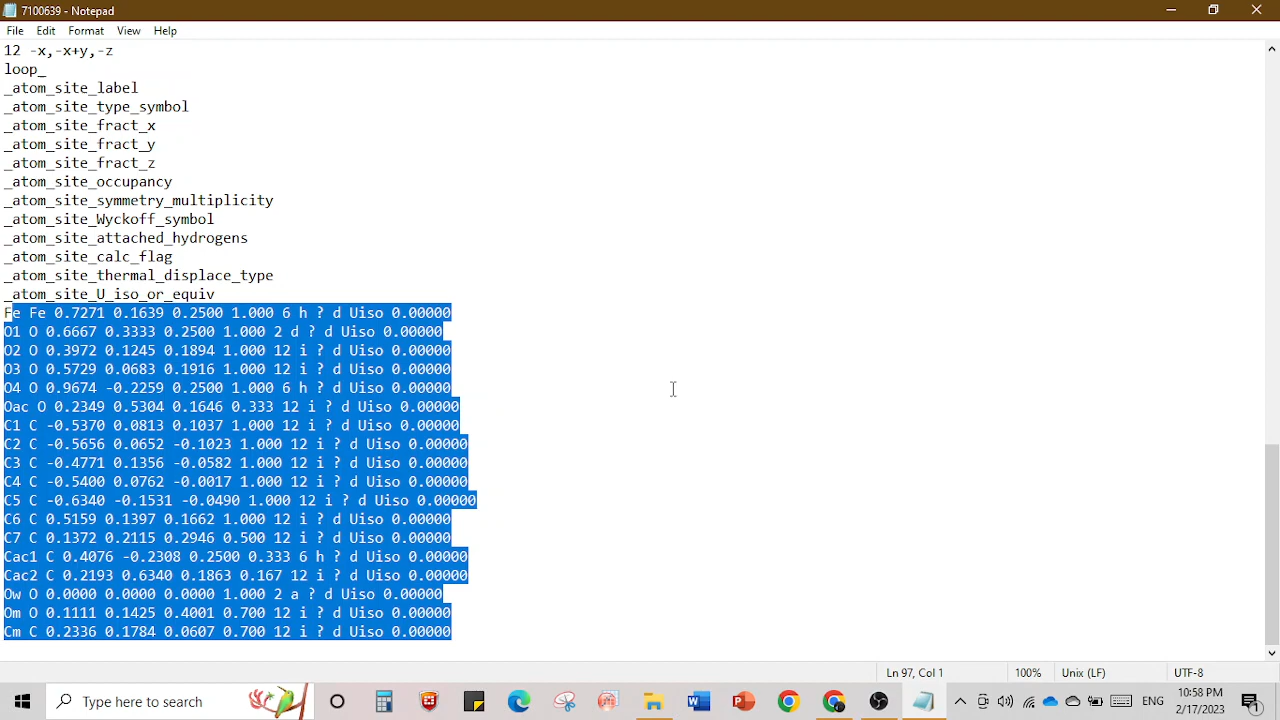 7100639 - Notepad
File Edit Format View Help
12 -x,-x+y,-z
loop_
_atom_site_label
_atom_site_type_symbol
_atom_site_fract_x
_atom_site_fract_y
_atom_site_fract_z
_atom_site_occupancy
_atom_site_symmetry_multiplicity
_atom_site_Wyckoff_symbol
_atom_site_attached_hydrogens
_atom_site_calc_flag
_atom_site_thermal_displace_type
_atom_site_U_iso_or_equiv
Fe Fe 0.7271 0.1639 0.2500 1.000 6 h ? d Uiso 0.00000
O1 O 0.6667 0.3333 0.2500 1.000 2 d ? d Uiso 0.00000
O2 O 0.3972 0.1245 0.1894 1.000 12 i ? d Uiso 0.00000
O3 O 0.5729 0.0683 0.1916 1.000 12 i ? d Uiso 0.00000
O4 O 0.9674 -0.2259 0.2500 1.000 6 h ? d Uiso 0.00000
Oac O 0.2349 0.5304 0.1646 0.333 12 i ? d Uiso 0.00000
C1 C -0.5370 0.0813 0.1037 1.000 12 i ? d Uiso 0.00000
C2 C -0.5656 0.0652 -0.1023 1.000 12 i ? d Uiso 0.00000
C3 C -0.4771 0.1356 -0.0582 1.000 12 i ? d Uiso 0.00000
C4 C -0.5400 0.0762 -0.0017 1.000 12 i ? d Uiso 0.00000
C5 C -0.6340 -0.1531 -0.0490 1.000 12 i ? d Uiso 0.00000
C6 C 0.5159 0.1397 0.1662 1.000 12 i ? d Uiso 0.00000
C7 C 0.1372 0.2115 0.2946 0.500 12 i ? d Uiso 0.00000
Cac1 C 0.4076 -0.2308 0.2500 0.333 6 h ? d Uiso 0.00000
Cac2 C 0.2193 0.6340 0.1863 0.167 12 i ? d Uiso 0.00000
Ow O 0.0000 0.0000 0.0000 1.000 2 a ? d Uiso 0.00000
Om O 0.1111 0.1425 0.4001 0.700 12 i ? d Uiso 0.00000
Cm C 0.2336 0.1784 0.0607 0.700 12 i ? d Uiso 0.00000
Ln 97, Col 1 100% Unix (LF) UTF-8
Type here to search
ENG
10:58 PM
2/17/2023
1